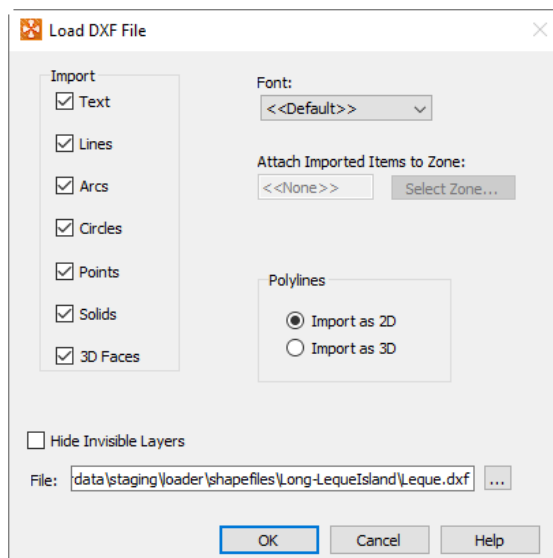 Load DXF File
Import
Text
Lines
Arcs
Circles
Points
Solids
3D Faces
Font:
<<Default>>
Attach Imported Items to Zone:
<<None>>
Select Zone...
Polylines
Import as 2D
Import as 3D
Hide Invisible Layers
File: data\staging\loader\shapefiles\Long-LequeIsland\Leque.dxf ...
OK Cancel Help